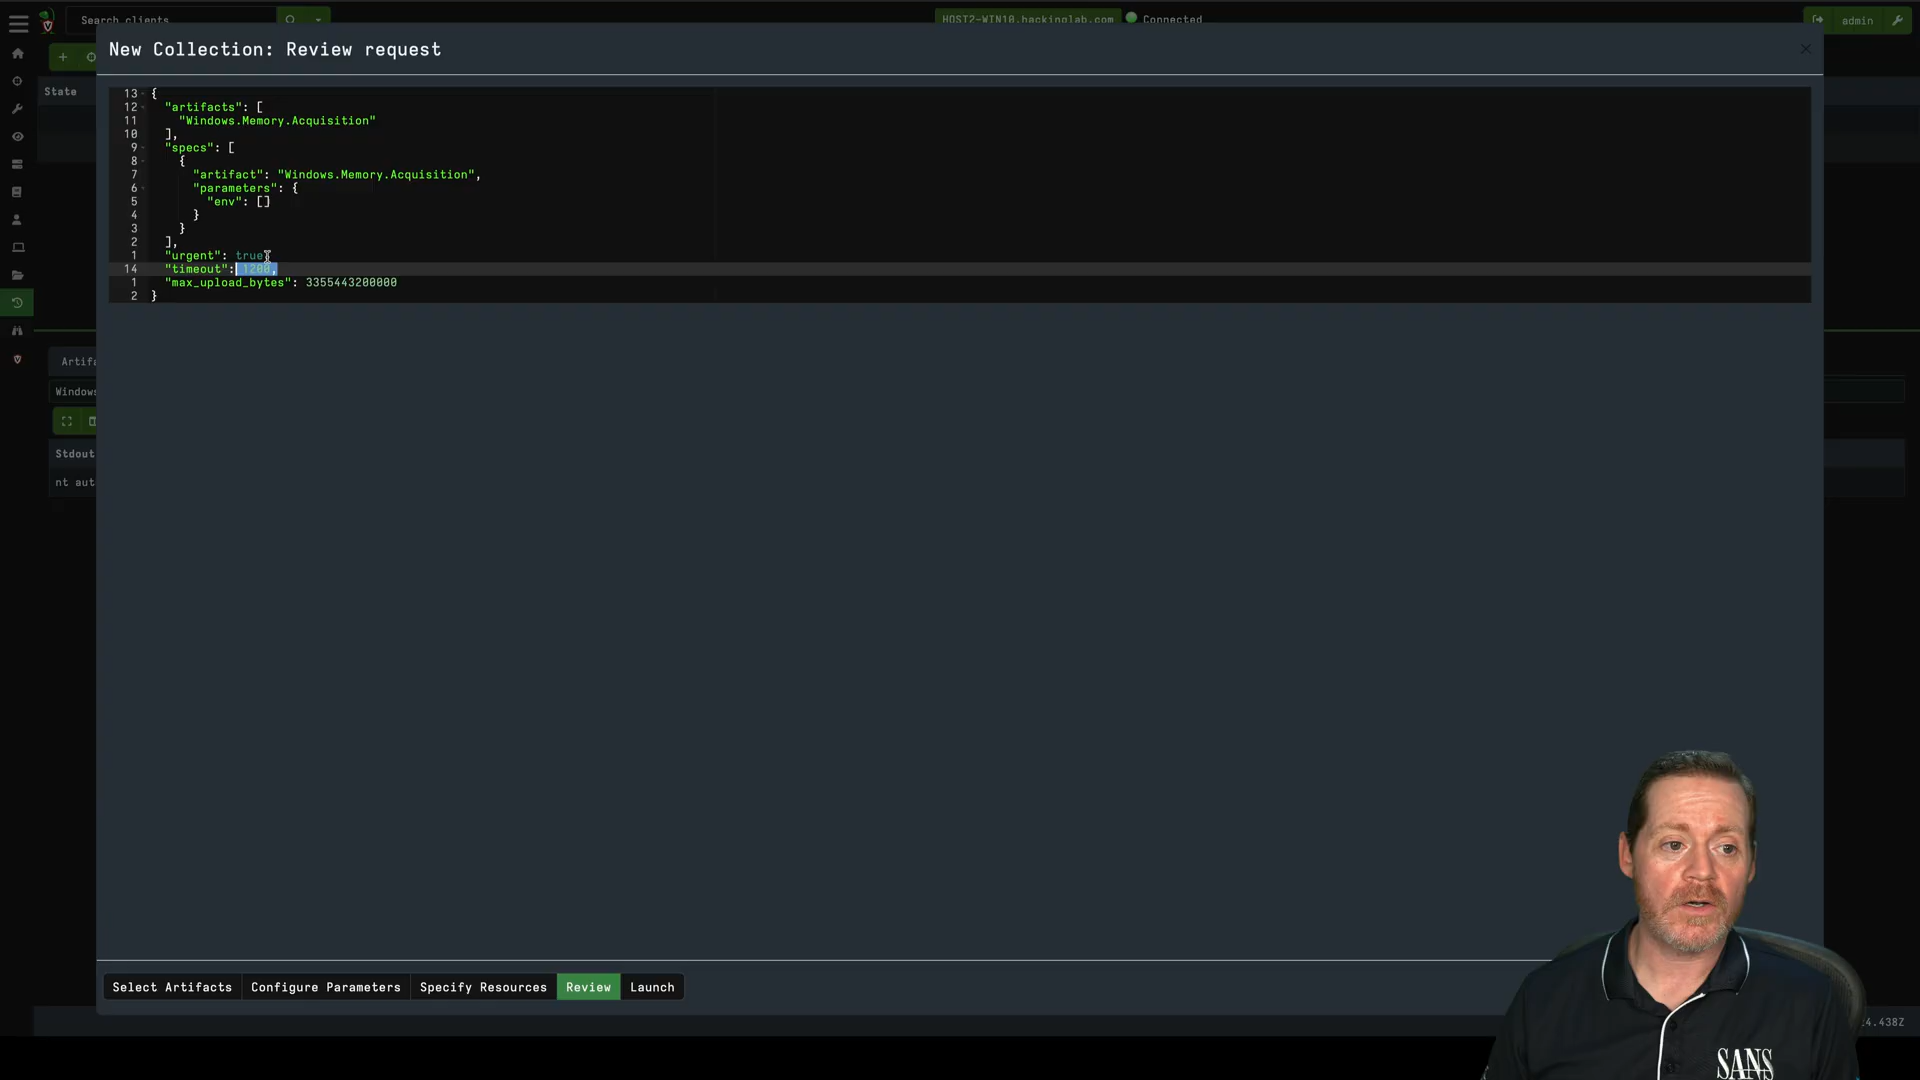 Search clients
HOST2-WIN10.hackinglab.com
Connected
admin
New Collection: Review request
State
13 {
12 "artifacts": [
11 "Windows.Memory.Acquisition"
10 ],
9 "specs": [
8 {
7 "artifact": "Windows.Memory.Acquisition",
6 "parameters": {
5 "env": []
4 }
3 }
2 ],
1 "urgent": true,
14 "timeout": 1200,
1 "max_upload_bytes": 3355443200000
2 }
Artifa
Windows
Stdout
nt aut
Select Artifacts
Configure Parameters
Specify Resources
Review
Launch
4.438Z
SANS